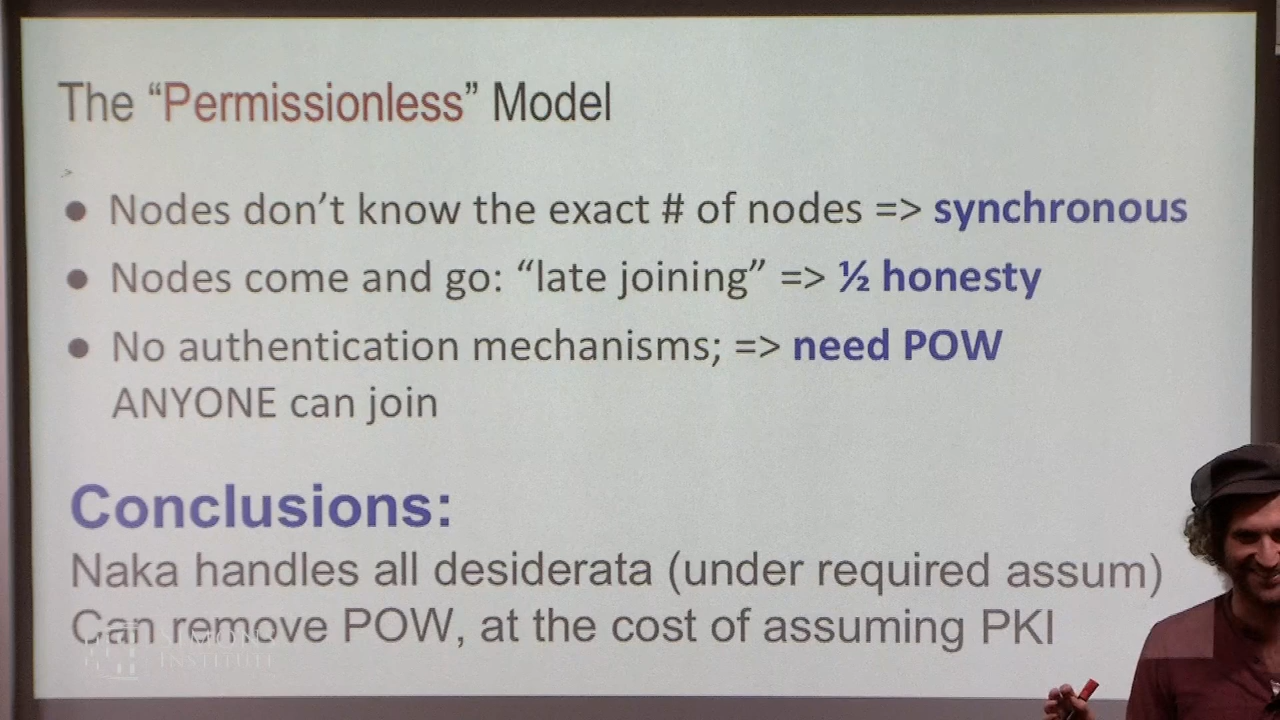 The “Permissionless” Model
>
● Nodes don’t know the exact # of nodes => synchronous
● Nodes come and go: “late joining” => ½ honesty
● No authentication mechanisms; => need POW
ANYONE can join
Conclusions:
Naka handles all desiderata (under required assum)
Can remove POW, at the cost of assuming PKI
SIMONS
INSTITUTE